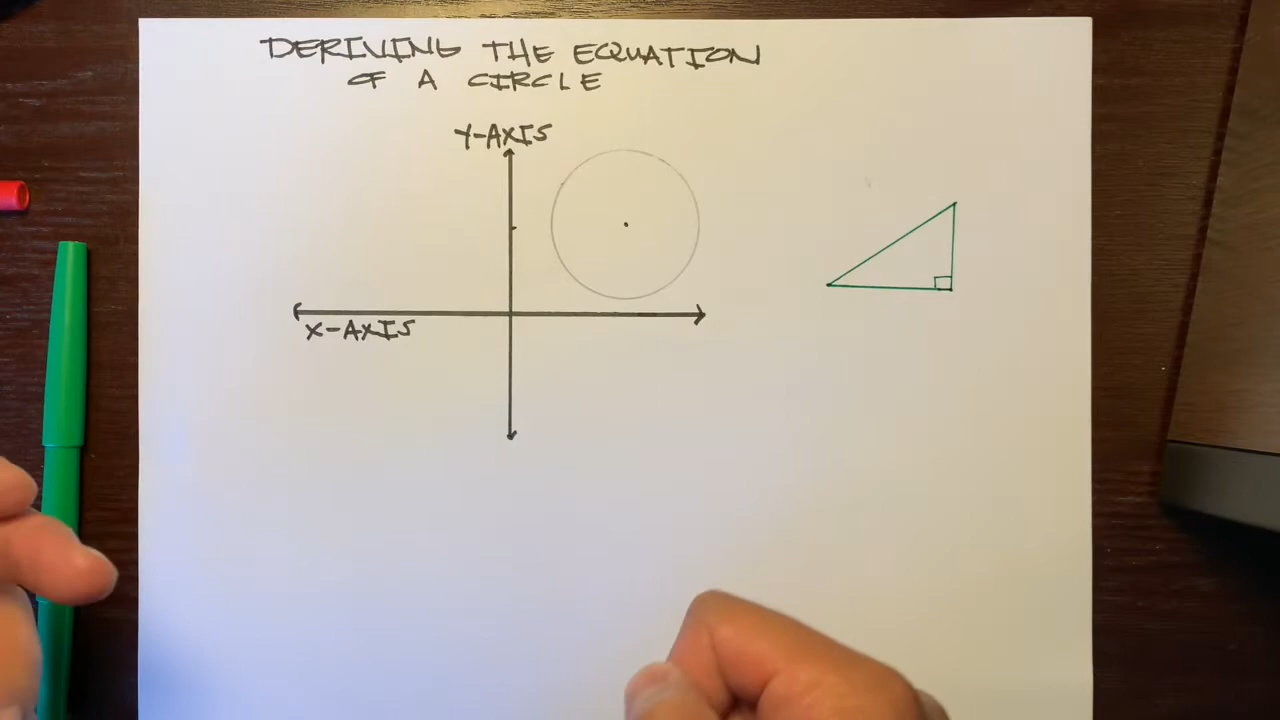 DERIVING THE EQUATION
OF A CIRCLE
Y-AXIS
X-AXIS